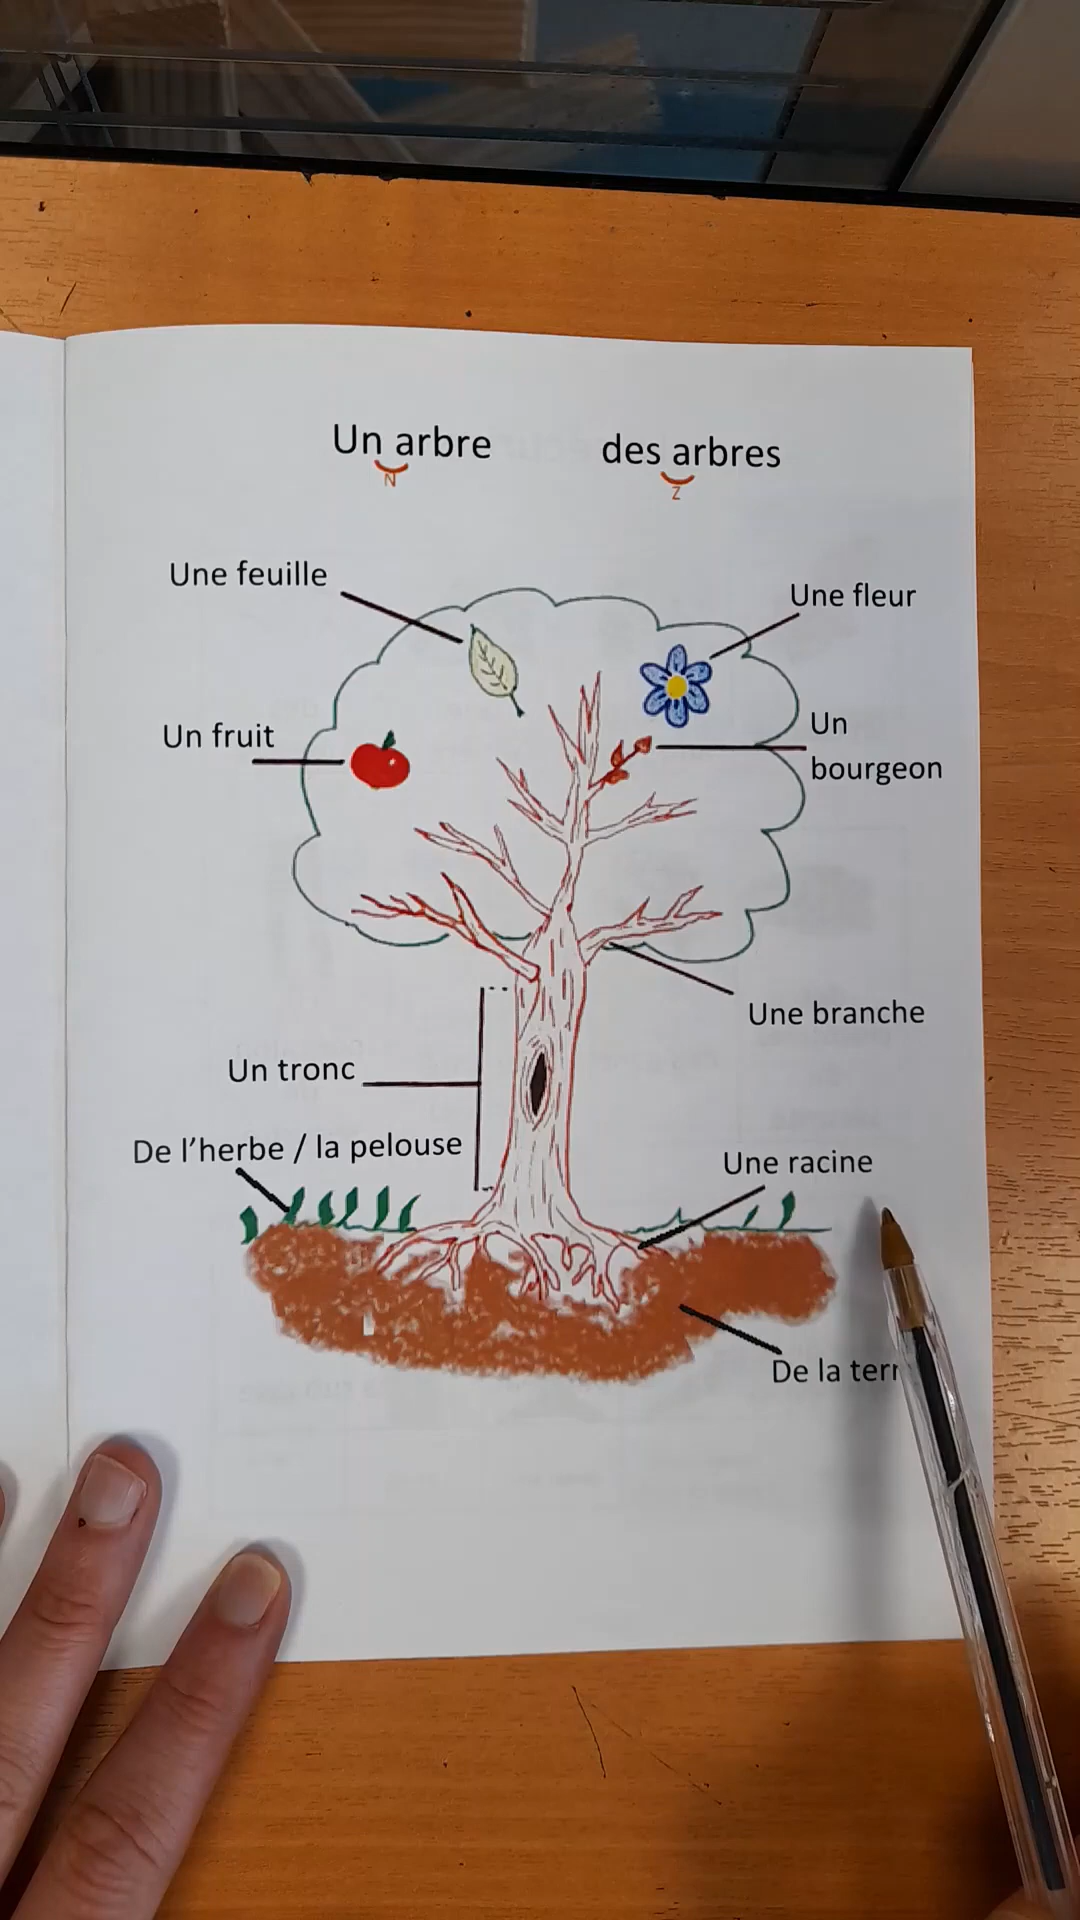 Un arbre des arbres
N Z
Une feuille
Une fleur
Un fruit
Un
bourgeon
Une branche
Un tronc
De l’herbe / la pelouse
Une racine
De la